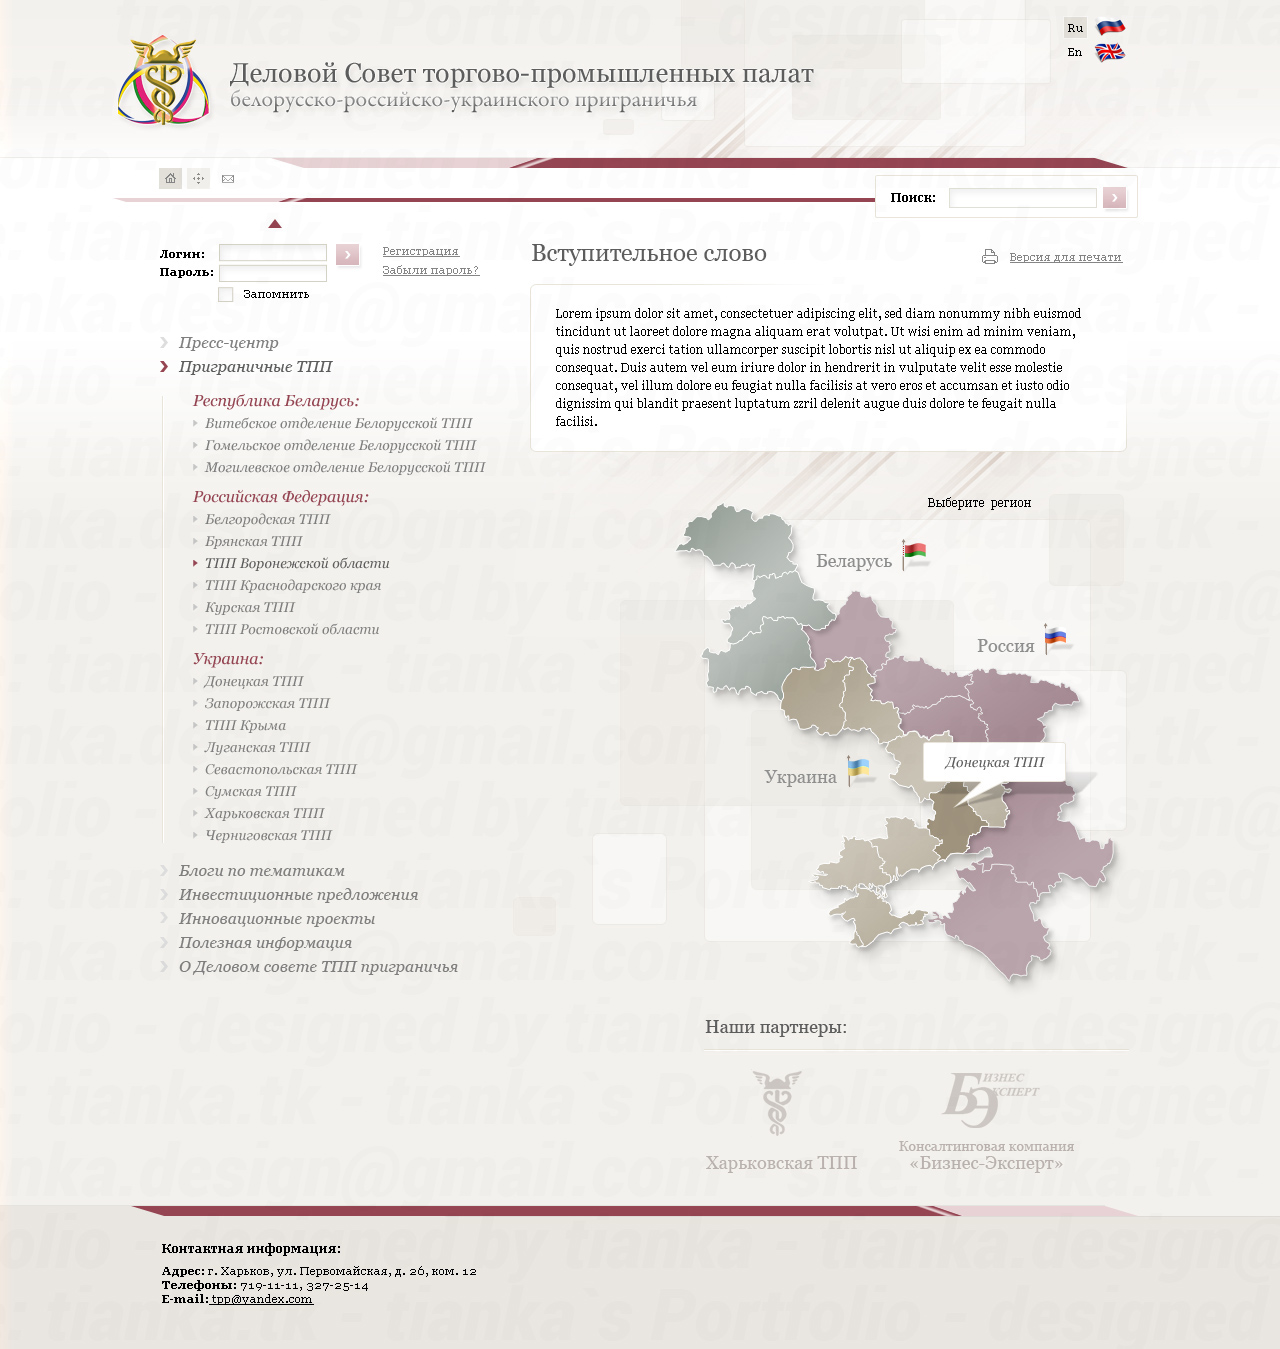 Ru
En
Деловой Совет торгово-промышленных палат
белорусско-российско-украинского приграничья
Поиск:
Логин:
Пароль:
Запомнить
Регистрация
Забыли пароль?
Вступительное слово
Версия для печати
Lorem ipsum dolor sit amet, consectetuer adipiscing elit, sed diam nonummy nibh euismod
tincidunt ut laoreet dolore magna aliquam erat volutpat. Ut wisi enim ad minim veniam,
quis nostrud exerci tation ullamcorper suscipit lobortis nisl ut aliquip ex ea commodo
consequat. Duis autem vel eum iriure dolor in hendrerit in vulputate velit esse molestie
consequat, vel illum dolore eu feugiat nulla facilisis at vero eros et accumsan et iusto odio
dignissim qui blandit praesent luptatum zzril delenit augue duis dolore te feugait nulla
facilisi.
Пресс-центр
Приграничные ТПП
Республика Беларусь:
Витебское отделение Белорусской ТПП
Гомельское отделение Белорусской ТПП
Могилевское отделение Белорусской ТПП
Российская Федерация:
Белгородская ТПП
Брянская ТПП
ТПП Воронежской области
ТПП Краснодарского края
Курская ТПП
ТПП Ростовской области
Украина:
Донецкая ТПП
Запорожская ТПП
ТПП Крыма
Луганская ТПП
Севастопольская ТПП
Сумская ТПП
Харьковская ТПП
Черниговская ТПП
Блоги по тематикам
Инвестиционные предложения
Инновационные проекты
Полезная информация
О Деловом совете ТПП приграничья
Выберите регион
Беларусь
Россия
Украина
Донецкая ТПП
Наши партнеры:
Харьковская ТПП
БИЗНЕС
ЭКСПЕРТ
Консалтинговая компания
«Бизнес-Эксперт»
Контактная информация:
Адрес: г. Харьков, ул. Первомайская, д. 26, ком. 12
Телефоны: 719-11-11, 327-25-14
E-mail: tpp@yandex.com